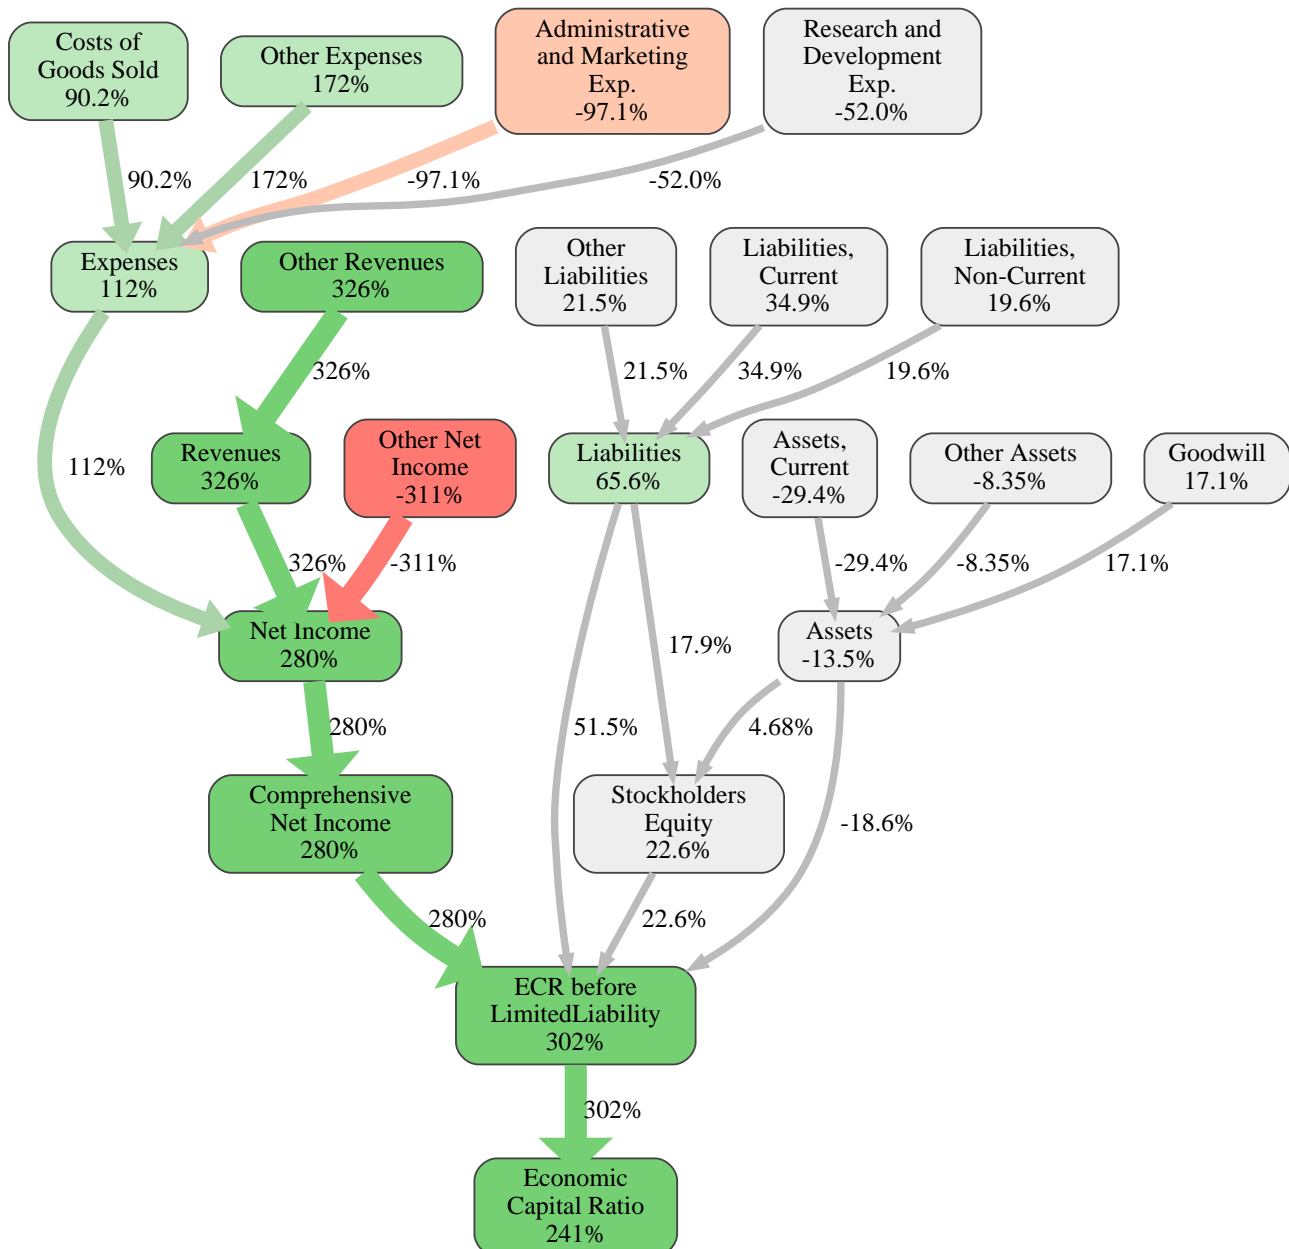 Costs of
Goods Sold
90.2%
Other Expenses
172%
Administrative
and Marketing
Exp.
-97.1%
Research and
Development
Exp.
-52.0%
90.2%
172%
-97.1%
-52.0%
Expenses
112%
Other Revenues
326%
Other
Liabilities
21.5%
Liabilities,
Current
34.9%
Liabilities,
Non-Current
19.6%
326%
21.5%
34.9%
19.6%
112%
Revenues
326%
Other Net
Income
-311%
Liabilities
65.6%
Assets,
Current
-29.4%
Other Assets
-8.35%
Goodwill
17.1%
326%
-311%
-29.4%
-8.35%
17.1%
Net Income
280%
17.9%
Assets
-13.5%
280%
51.5%
4.68%
Comprehensive
Net Income
280%
Stockholders
Equity
22.6%
-18.6%
280%
22.6%
ECR before
LimitedLiability
302%
302%
Economic
Capital Ratio
241%